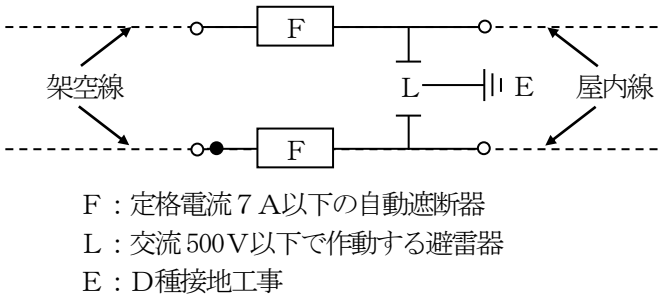 F
架空線
L
E
屋内線
F
F：定格電流７A以下の自動遮断器
L：交流500V以下で作動する避雷器
E：D種接地工事